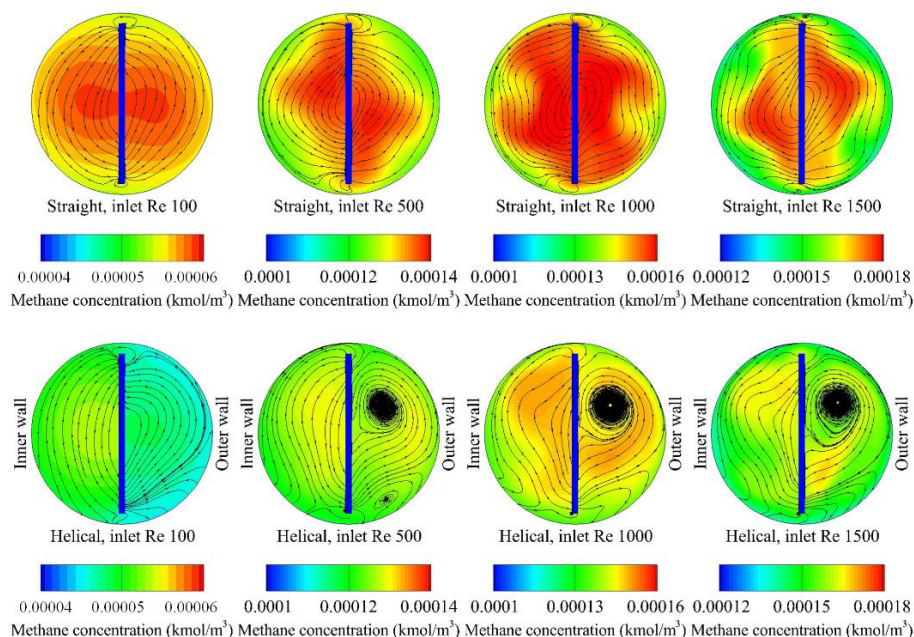 Straight, inlet Re 100 Straight, inlet Re 500 Straight, inlet Re 1000 Straight, inlet Re 1500
0.00004 0.00005 0.00006 0.0001 0.00012 0.00014 0.0001 0.00013 0.00016 0.00012 0.00015 0.00018
Methane concentration (kmol/m³) Methane concentration (kmol/m³) Methane concentration (kmol/m³) Methane concentration (kmol/m³)
Inner wall Outer wall Inner wall Outer wall Inner wall Outer wall Inner wall Outer wall
Helical, inlet Re 100 Helical, inlet Re 500 Helical, inlet Re 1000 Helical, inlet Re 1500
0.00004 0.00005 0.00006 0.0001 0.00012 0.00014 0.0001 0.00013 0.00016 0.00012 0.00015 0.00018
Methane concentration (kmol/m³) Methane concentration (kmol/m³) Methane concentration (kmol/m³) Methane concentration (kmol/m³)